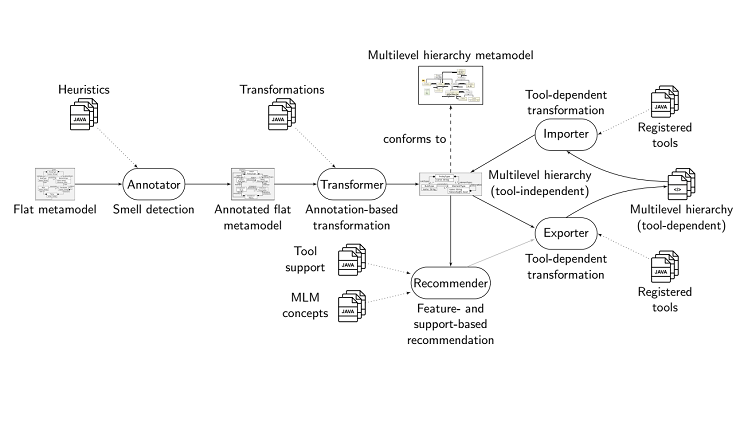 Multilevel hierarchy metamodel
Heuristics
JAVA
Transformations
JAVA
conforms to
Tool-dependent
transformation
Importer
JAVA
Registered
tools
Flat metamodel
Annotator
Smell detection
Annotated flat
metamodel
Transformer
Annotation-based
transformation
Multilevel hierarchy
(tool-independent)
</>
Multilevel hierarchy
(tool-dependent)
Exporter
Tool-dependent
transformation
JAVA
Registered
tools
Tool
support
JAVA
MLM
concepts
JAVA
Recommender
Feature- and
support-based
recommendation